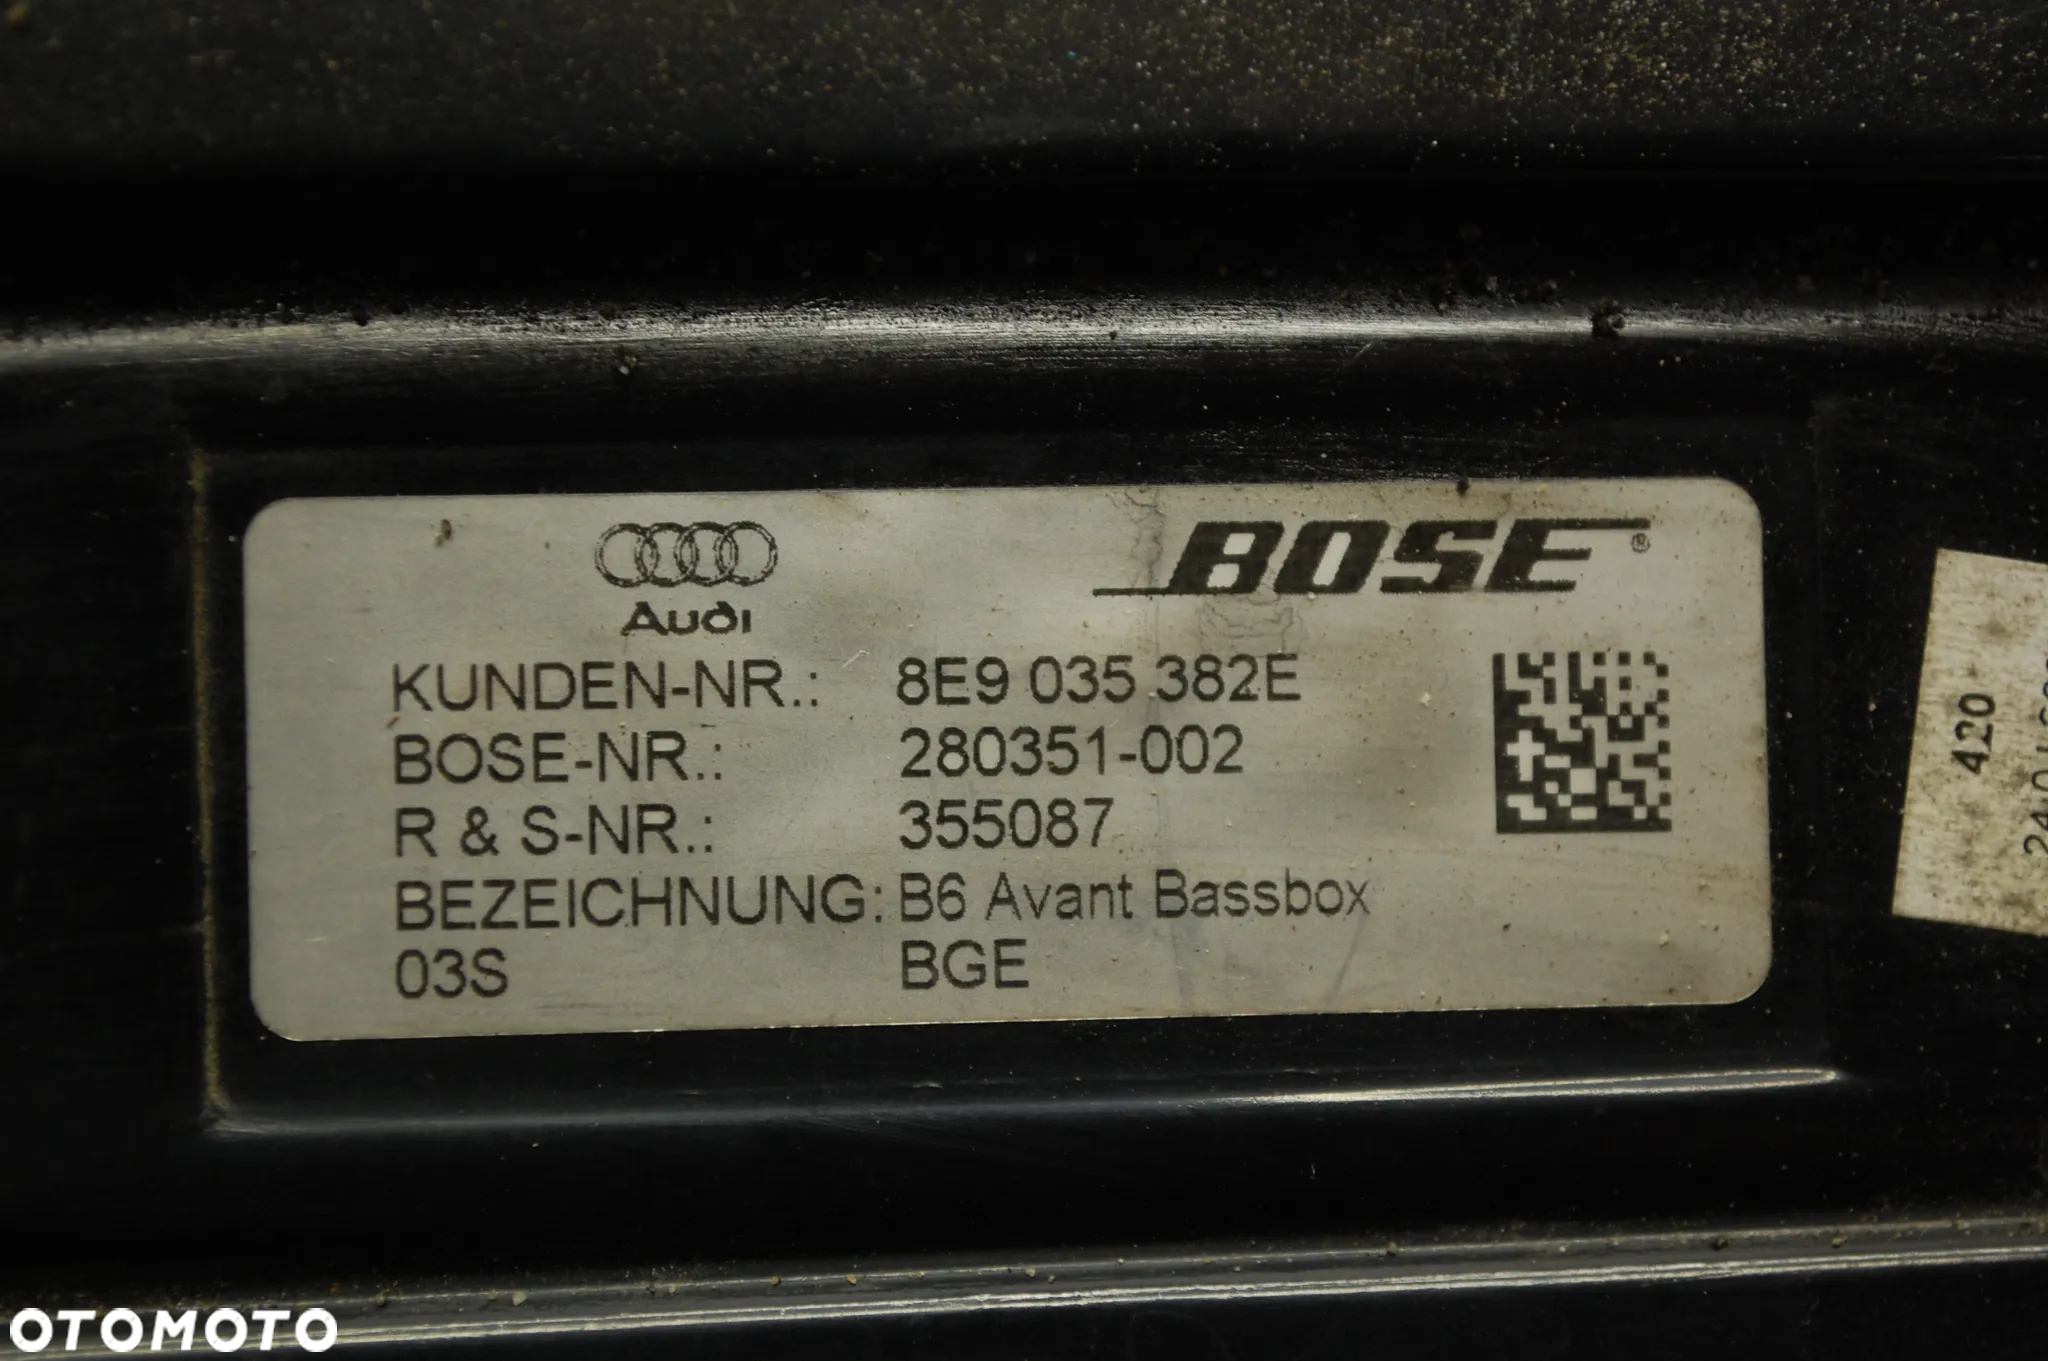 Audi
BOSE®
KUNDEN-NR.: 8E9 035 382E
BOSE-NR.: 280351-002
R & S-NR.: 355087
BEZEICHNUNG: B6 Avant Bassbox
03S BGE
420
OTOMOTO